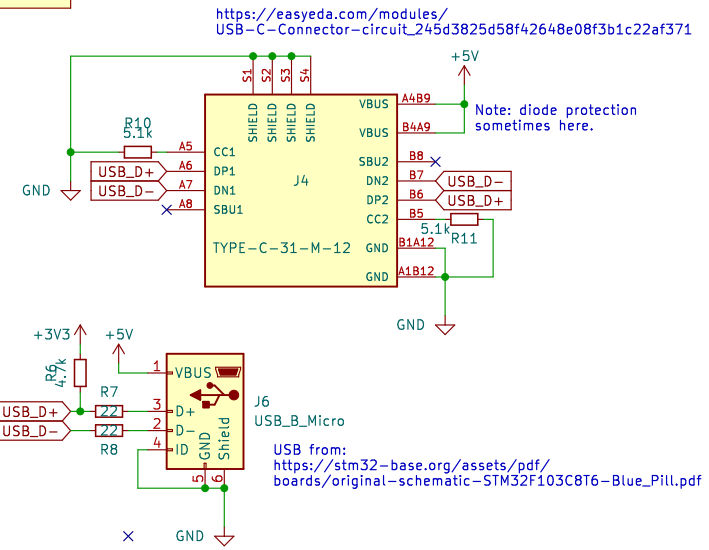 https://easyeda.com/modules/
USB-C-Connector-circuit_245d3825d58f42648e08f3b1c22af371
+5V
S1
S2
S3
S4
SHIELD
SHIELD
SHIELD
SHIELD
VBUS
A4B9
Note: diode protection
sometimes here.
R10
5.1k
VBUS
B4A9
A5
CC1
SBU2
B8
USB_D+
A6
DP1
J4
DN2
B7
USB_D-
USB_D-
A7
DN1
DP2
B6
USB_D+
GND
A8
SBU1
CC2
B5
5.1k
R11
TYPE-C-31-M-12
GND
B1A12
GND
A1B12
GND
+3V3
+5V
R6
4.7k
1
VBUS
R7
J6
USB_D+
22
3
D+
USB_B_Micro
USB_D-
22
2
D-
R8
4
ID
GND
Shield
5
6
USB from:
https://stm32-base.org/assets/pdf/
boards/original-schematic-STM32F103C8T6-Blue_Pill.pdf
GND